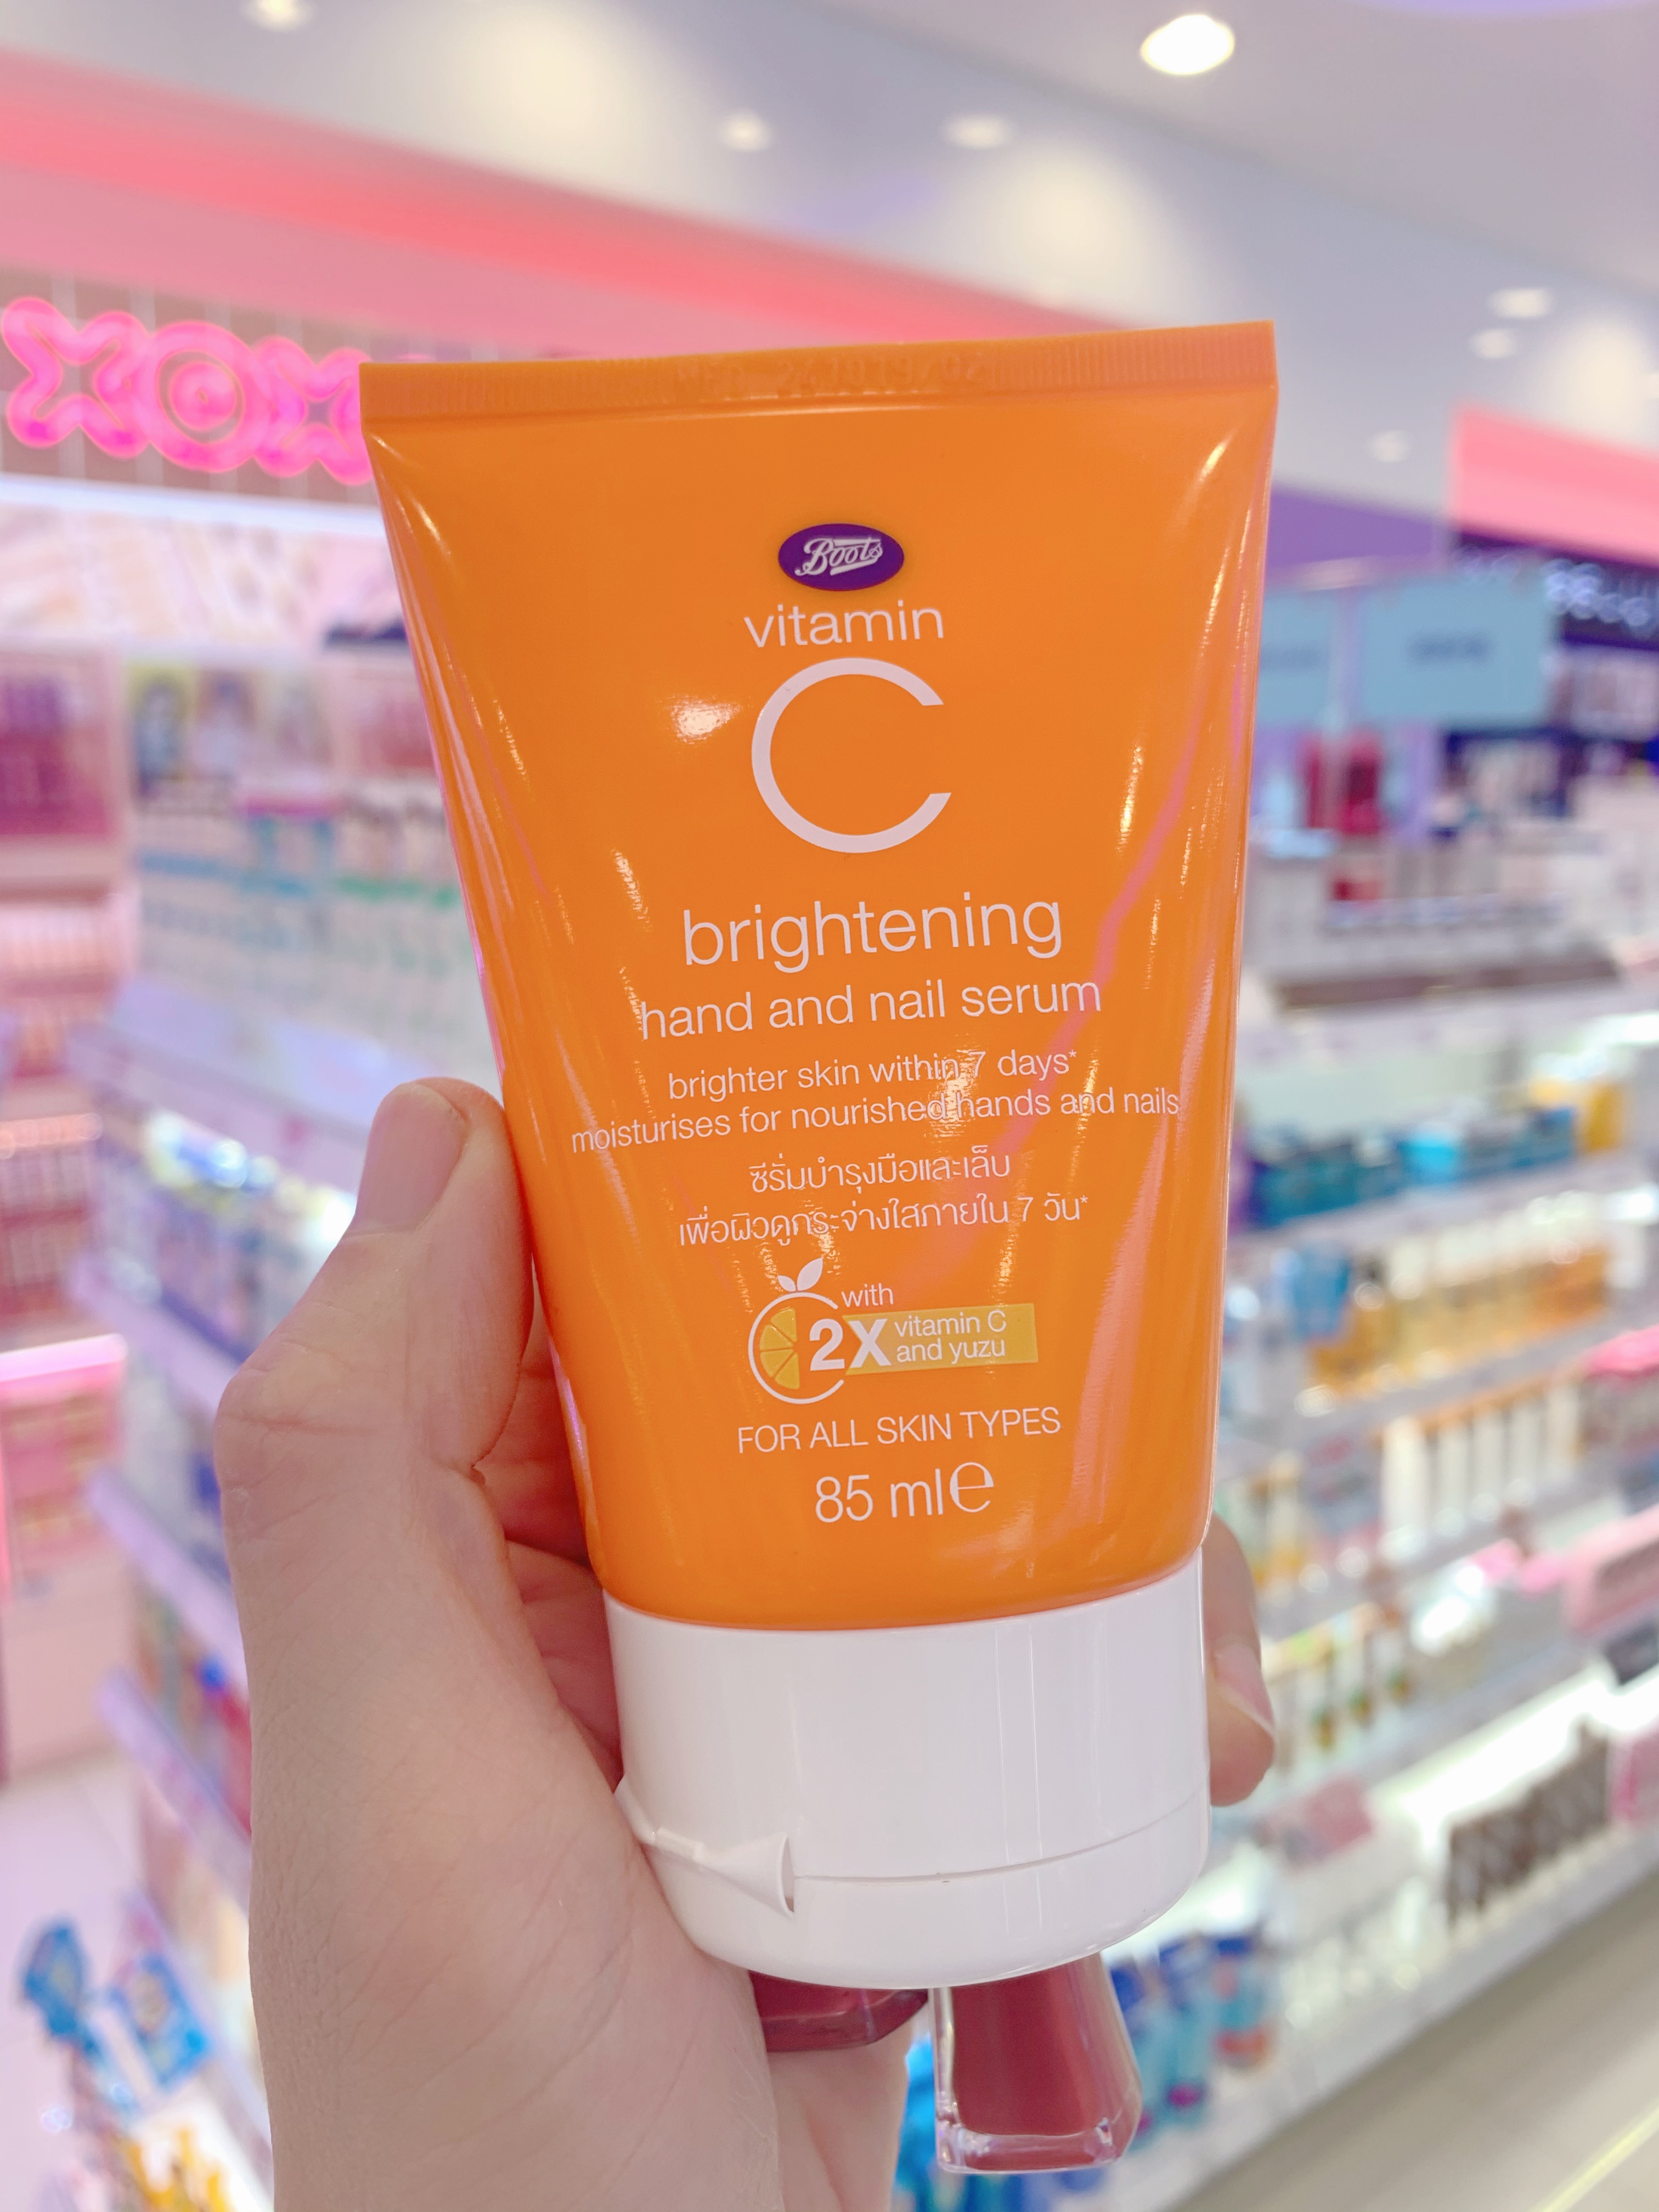 Boots
vitamin
C
brightening
hand and nail serum
brighter skin within 7 days*
moisturises for nourished hands and nails
ซีรั่มบำรุงมือและเล็บ
เพื่อผิวดูกระจ่างใสภายใน 7 วัน*
with
2X vitamin C
and yuzu
FOR ALL SKIN TYPES
85 ml℮